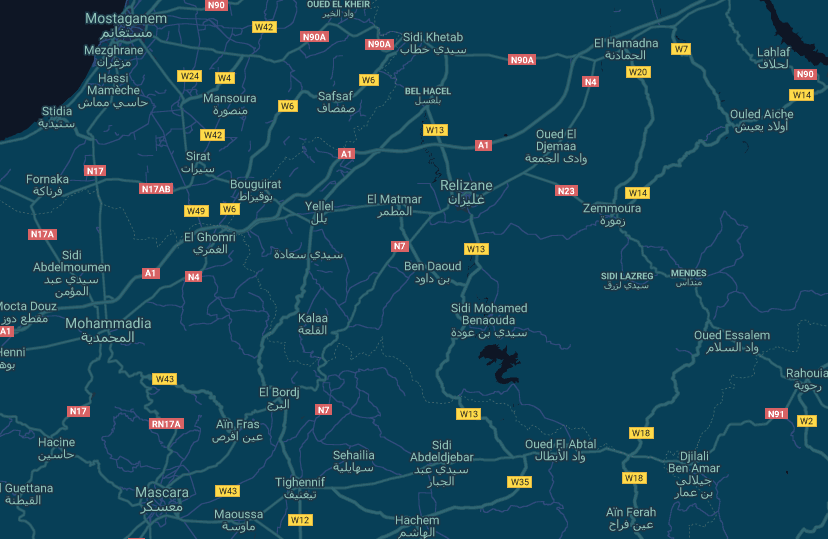 N90
OUED EL KHEIR
واد الخير
Mostaganem
مستغانم
W42
N90A
N90A
Sidi Khetab
سيدي خطاب
Mezghrane
مزغران
N90A
El Hamadna
الحمادنة
W7
Lahlaf
لحلاف
N90
W24
W4
W6
W20
N4
Hassi
Mamèche
حاسي مماش
Mansoura
منصورة
Safsaf
صفصاف
W6
BEL HACEL
بلعسل
W14
Stidia
ستيدية
Ouled Aiche
أولاد يعيش
W42
W13
Oued El
Djemaa
وادى الجمعة
A1
A1
Sirat
سيرات
N17
Fornaka
فرناكة
N17AB
Bouguirat
بوقيراط
Relizane
غليزان
N23
W14
El Matmar
المطمر
Yellel
يلل
Zemmoura
زمورة
W49
W6
N17A
El Ghomri
الغمري
سيدي سعادة
N7
W13
Sidi
Abdelmoumen
سيدي عبد
المؤمن
A1
N4
Ben Daoud
بن داود
SIDI LAZREG
سيدي لزرق
MENDES
منداس
Mocta Douz
مقطع دوز
Sidi Mohamed
Benaouda
سيدي بن عودة
Kalaa
القلعة
Mohammadia
المحمدية
A1
Oued Essalem
واد السلام
Henni
Rahouia
رحوية
W43
El Bordj
البرج
N17
RN17A
N7
W13
N91
W2
Aïn Fras
عين افرص
W18
Hacine
حاسين
Sehailia
سهايلية
Sidi
Abdeldjebar
سيدي عبد
الجبار
Oued El Abtal
واد الأبطال
Djilali
Ben Amar
جيلالي
بن عمار
W18
Guettana
القيطنة
Mascara
معسكر
W43
Tighennif
تيغنيف
W35
Maoussa
ماوسة
W12
Hachem
الهاشم
Aïn Ferah
عين فراح